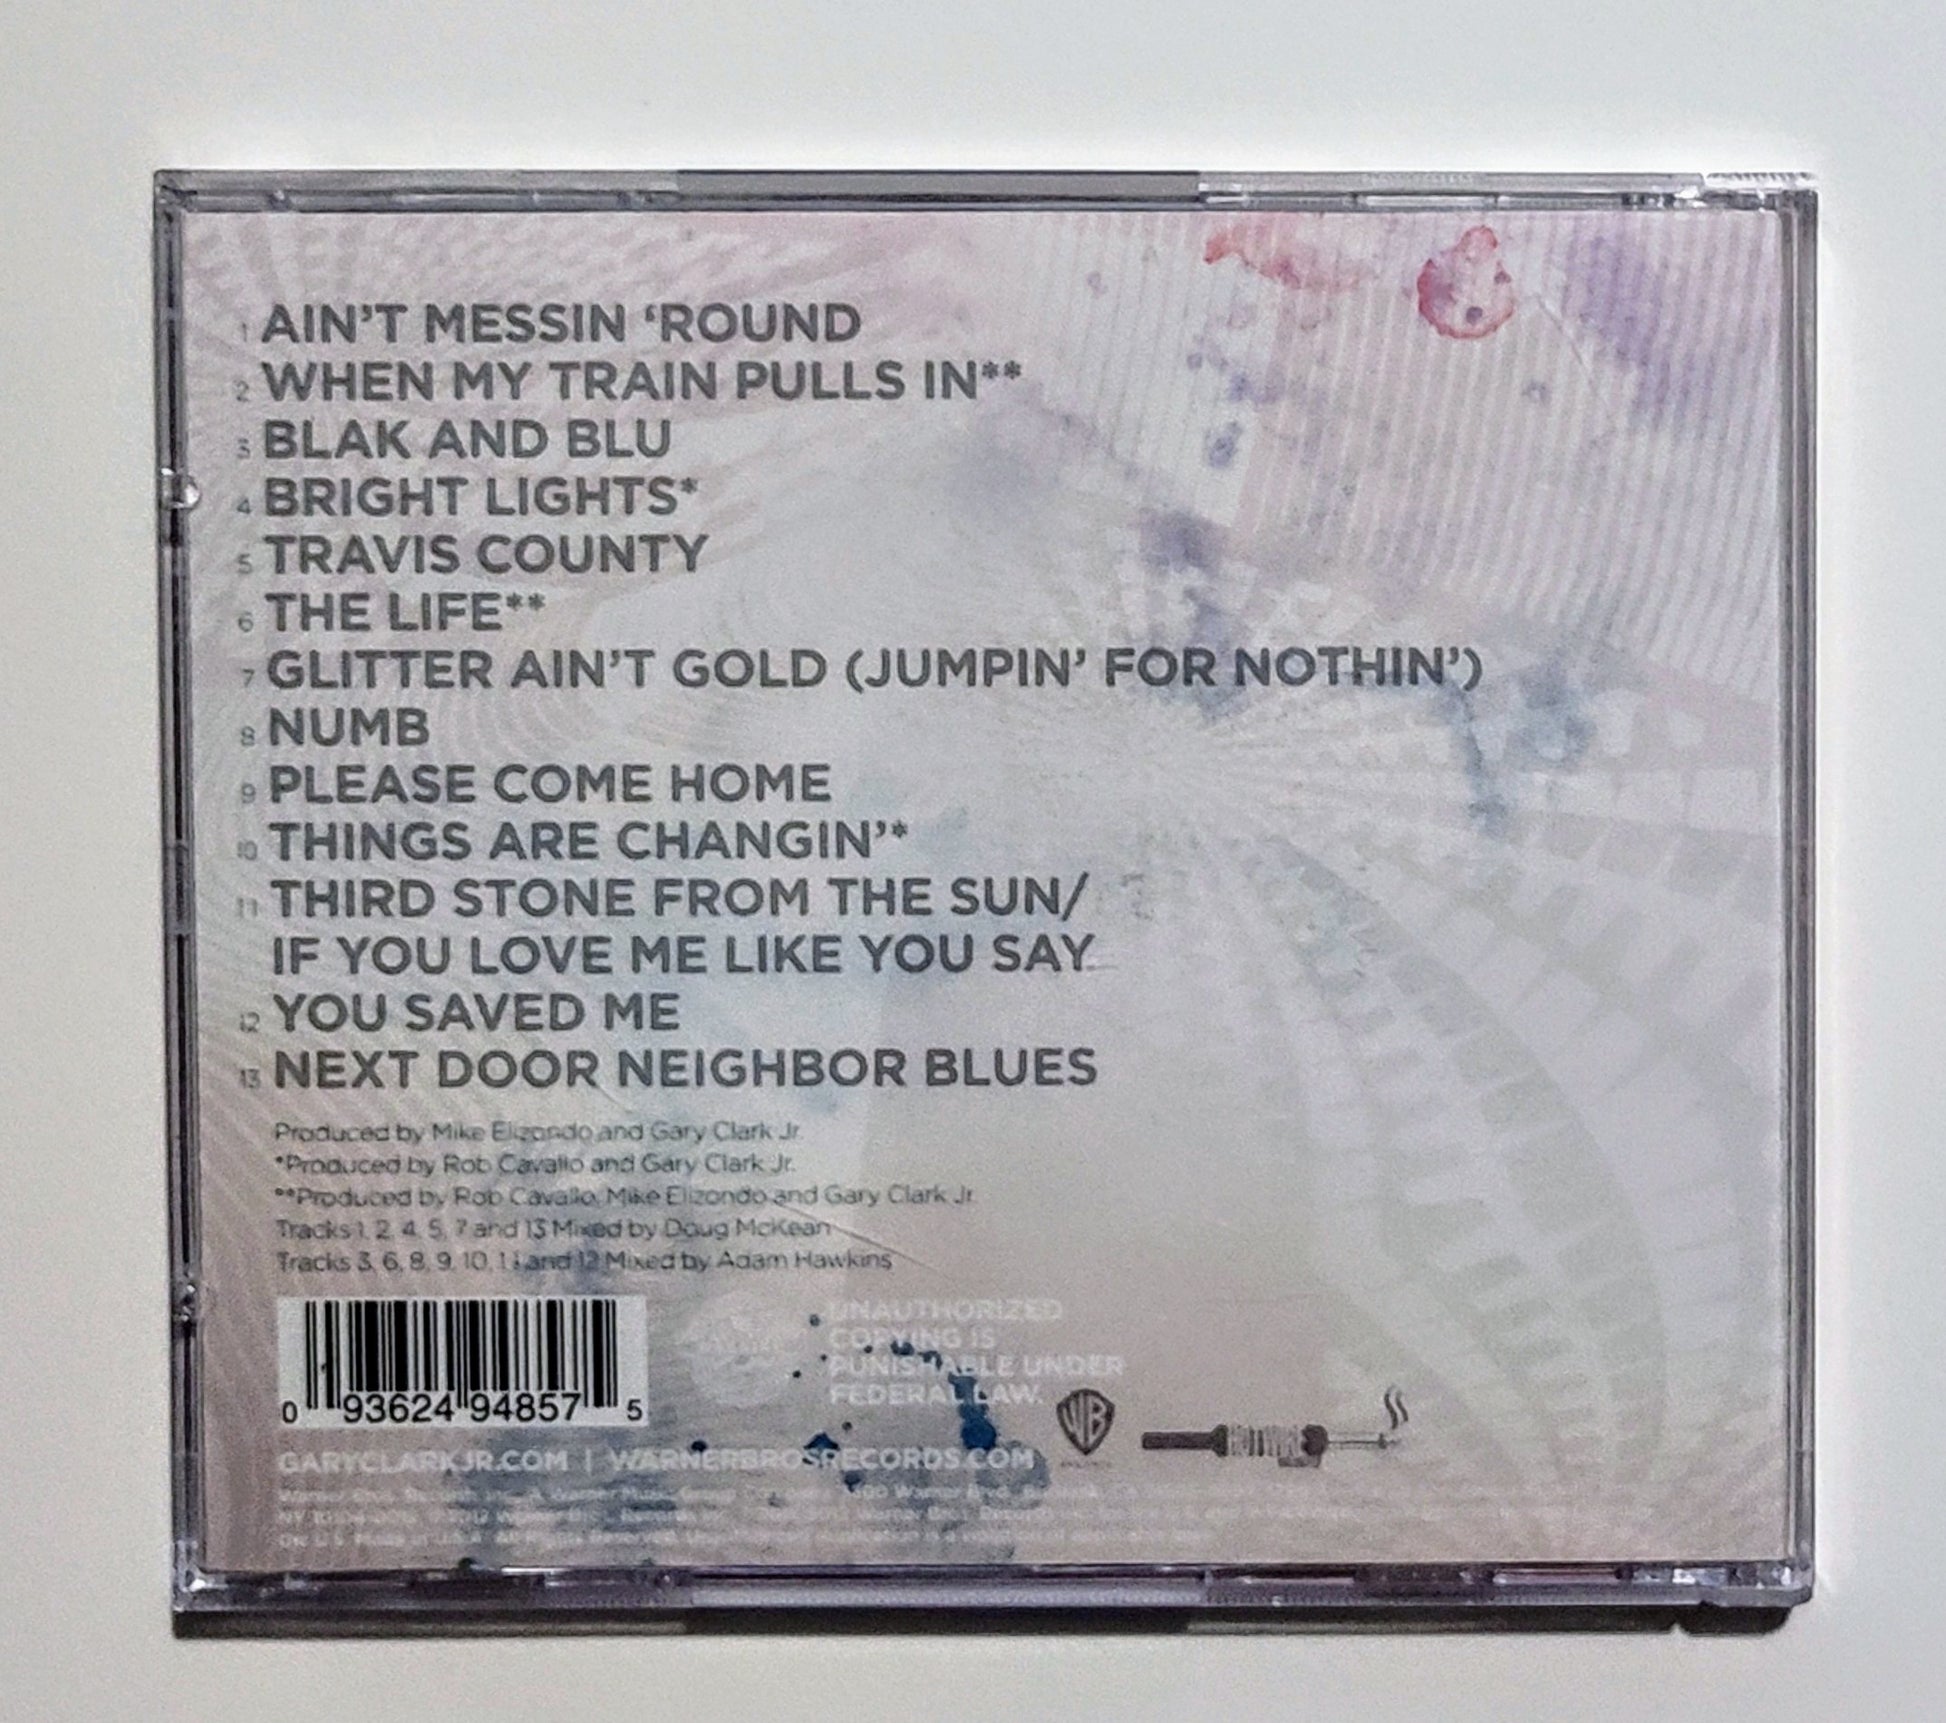 1 AIN'T MESSIN 'ROUND
2 WHEN MY TRAIN PULLS IN**
3 BLAK AND BLU
4 BRIGHT LIGHTS*
5 TRAVIS COUNTY
6 THE LIFE**
7 GLITTER AIN'T GOLD (JUMPIN' FOR NOTHIN')
8 NUMB
9 PLEASE COME HOME
10 THINGS ARE CHANGIN'*
11 THIRD STONE FROM THE SUN/
IF YOU LOVE ME LIKE YOU SAY
12 YOU SAVED ME
13 NEXT DOOR NEIGHBOR BLUES
Produced by Mike Elizondo and Gary Clark Jr.
*Produced by Rob Cavallo and Gary Clark Jr.
**Produced by Rob Cavallo, Mike Elizondo and Gary Clark Jr.
Tracks 1, 2, 4, 5, 7 and 13 Mixed by Doug McKean
Tracks 3, 6, 8, 9, 10, 11 and 12 Mixed by Adam Hawkins
UNAUTHORIZED
COPYING IS
PUNISHABLE UNDER
FEDERAL LAW.
0 93624 94857 5
WB
GARYCLARKJR.COM | WARNERBROSRECORDS.COM